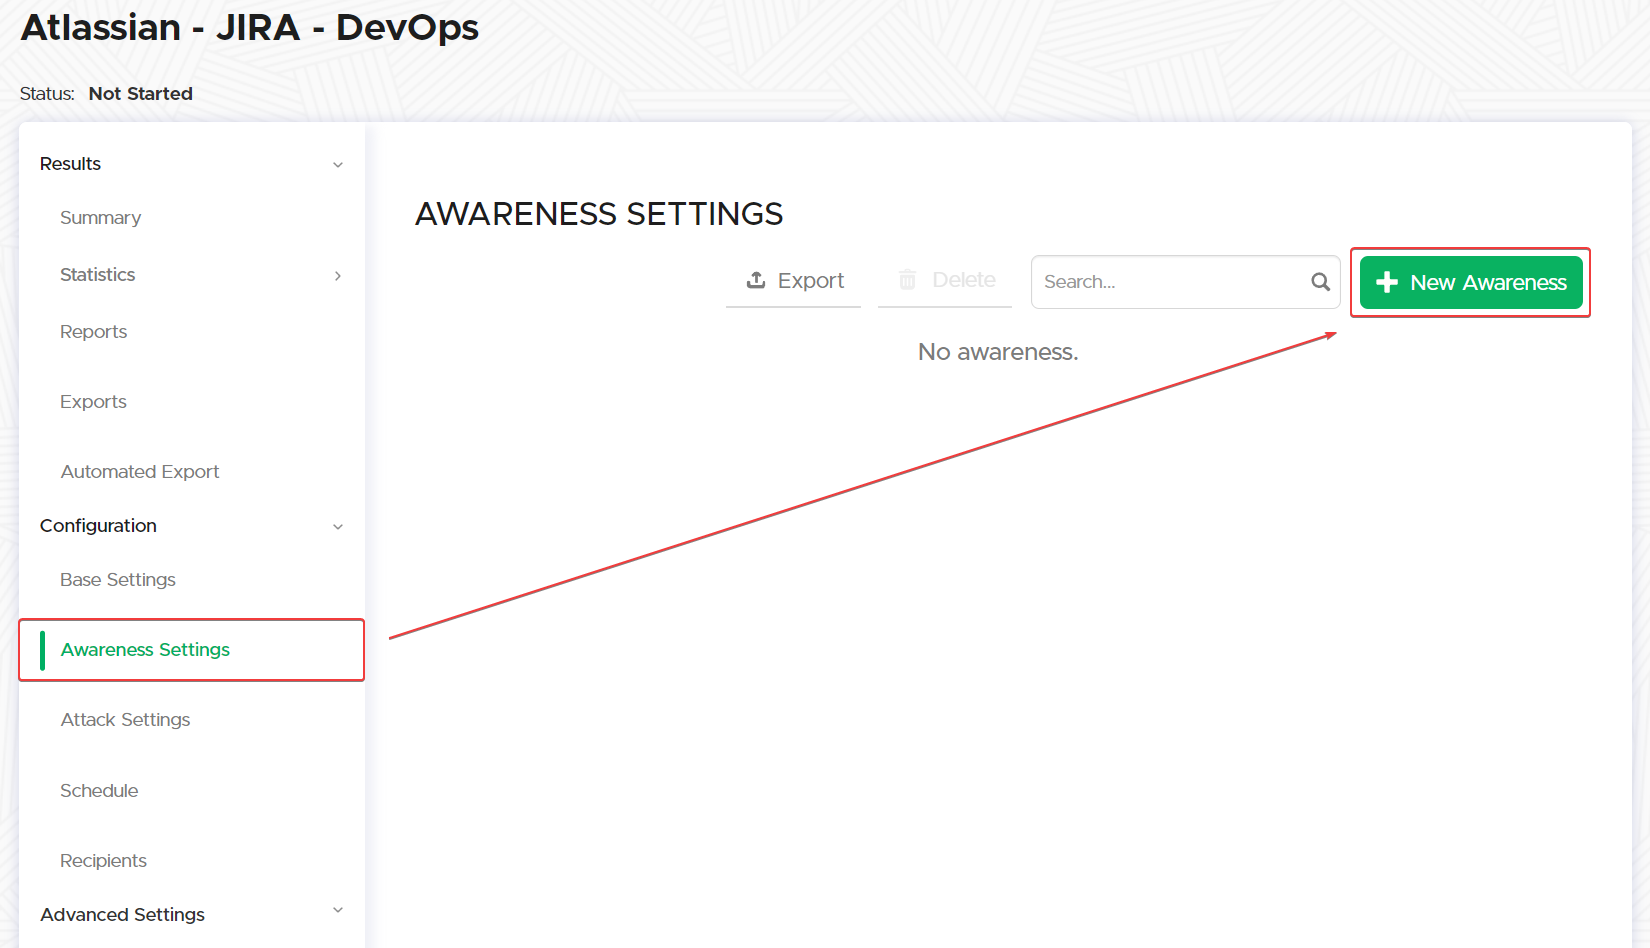 Atlassian - JIRA - DevOps
Status: Not Started
Results
Summary
Statistics
Reports
Exports
Automated Export
Configuration
Base Settings
Awareness Settings
Attack Settings
Schedule
Recipients
Advanced Settings
AWARENESS SETTINGS
Export
Delete
Search...
New Awareness
No awareness.